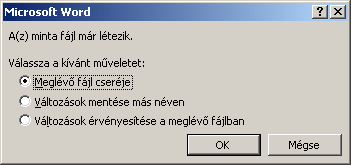 Microsoft Word
A(z) minta fájl már létezik.
Válassza a kívánt műveletet:
Meglévő fájl cseréje
Változások mentése más néven
Változások érvényesítése a meglévő fájlban
OK
Mégse